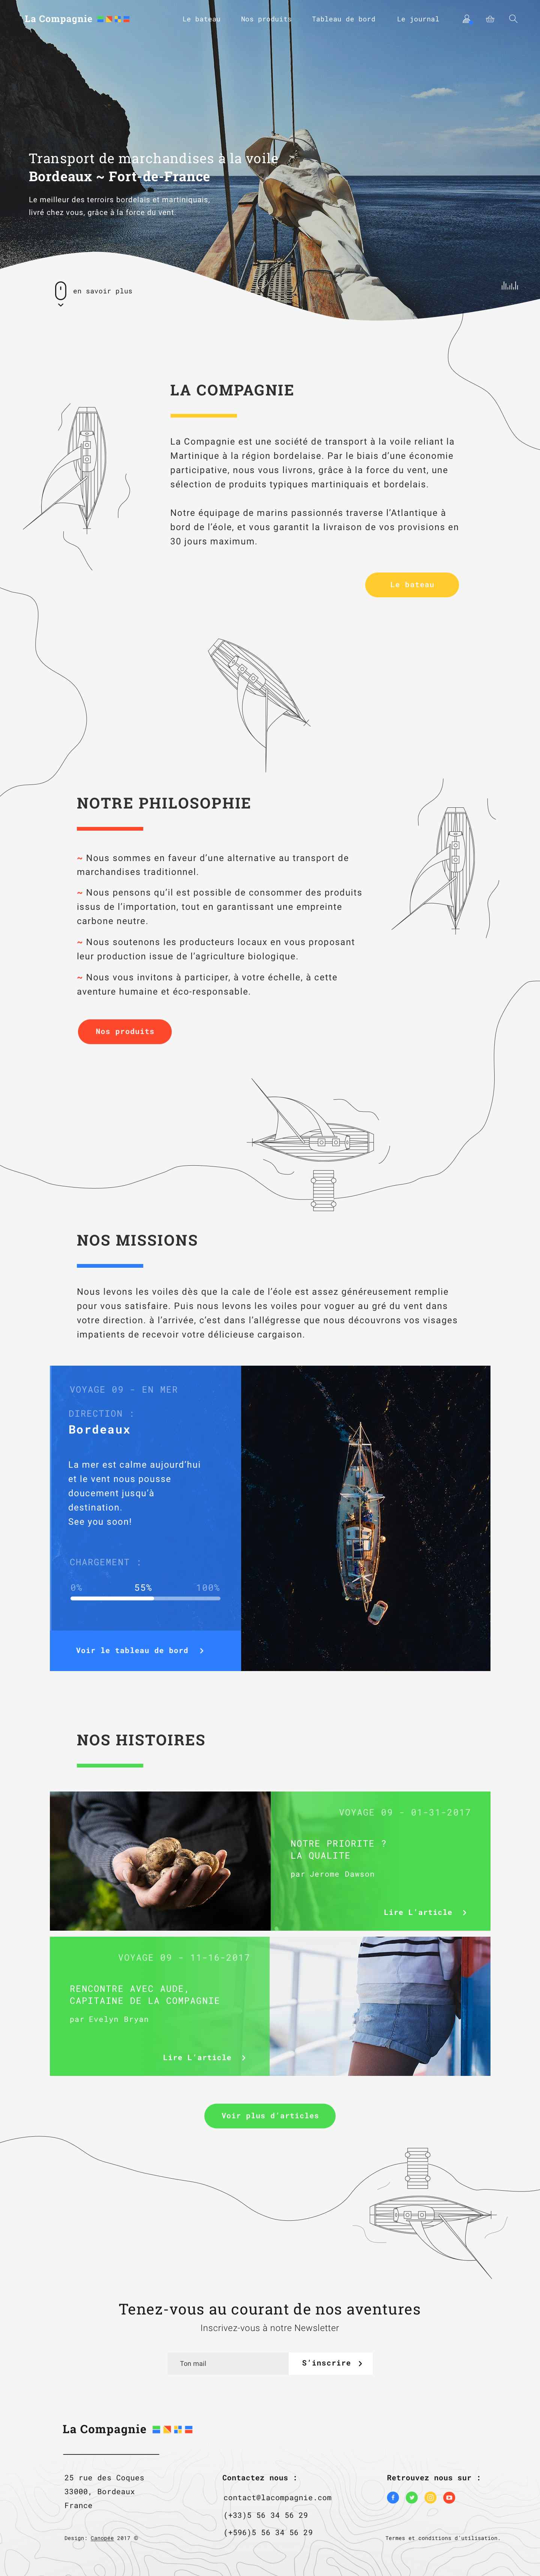 La Compagnie
Le bateau
Nos produits
Tableau de bord
Le journal
Transport de marchandises à la voile
Bordeaux ~ Fort-de-France
Le meilleur des terroirs bordelais et martiniquais,
livré chez vous, grâce à la force du vent.
en savoir plus
LA COMPAGNIE
La Compagnie est une société de transport à la voile reliant la
Martinique à la région bordelaise. Par le biais d'une économie
participative, nous vous livrons, grâce à la force du vent, une
sélection de produits typiques martiniquais et bordelais.
Notre équipage de marins passionnés traverse l'Atlantique à
bord de l'éole, et vous garantit la livraison de vos provisions en
30 jours maximum.
Le bateau
NOTRE PHILOSOPHIE
~ Nous sommes en faveur d'une alternative au transport de
marchandises traditionnel.
~ Nous pensons qu'il est possible de consommer des produits
issus de l'importation, tout en garantissant une empreinte
carbone neutre.
~ Nous soutenons les producteurs locaux en vous proposant
leur production issue de l'agriculture biologique.
~ Nous vous invitons à participer, à votre échelle, à cette
aventure humaine et éco-responsable.
Nos produits
NOS MISSIONS
Nous levons les voiles dès que la cale de l'éole est assez généreusement remplie
pour vous satisfaire. Puis nous levons les voiles pour voguer au gré du vent dans
votre direction. à l'arrivée, c'est dans l'allégresse que nous découvrons vos visages
impatients de recevoir votre délicieuse cargaison.
VOYAGE 09 - EN MER
DIRECTION :
Bordeaux
La mer est calme aujourd'hui
et le vent nous pousse
doucement jusqu'à
destination.
See you soon!
CHARGEMENT :
0% 55% 100%
Voir le tableau de bord
NOS HISTOIRES
VOYAGE 09 - 01-31-2017
NOTRE PRIORITE ?
LA QUALITE
par Jerome Dawson
Lire L'article
VOYAGE 09 - 11-16-2017
RENCONTRE AVEC AUDE,
CAPITAINE DE LA COMPAGNIE
par Evelyn Bryan
Lire L'article
Voir plus d'articles
Tenez-vous au courant de nos aventures
Inscrivez-vous à notre Newsletter
Ton mail
S'inscrire
La Compagnie
25 rue des Coques
33000, Bordeaux
France
Contactez nous :
contact@lacompagnie.com
(+33)5 56 34 56 29
(+596)5 56 34 56 29
Retrouvez nous sur :
Design: Canopée 2017 ©
Termes et conditions d'utilisation.